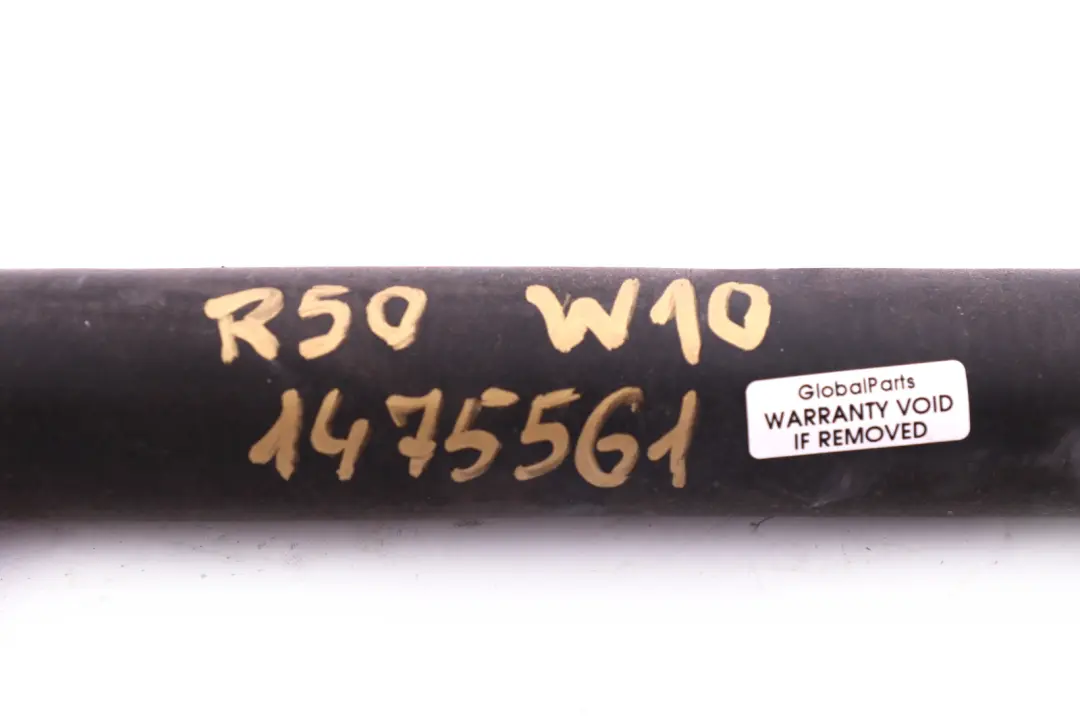 R50 W10
1475561
GlobalParts
WARRANTY VOID
IF REMOVED